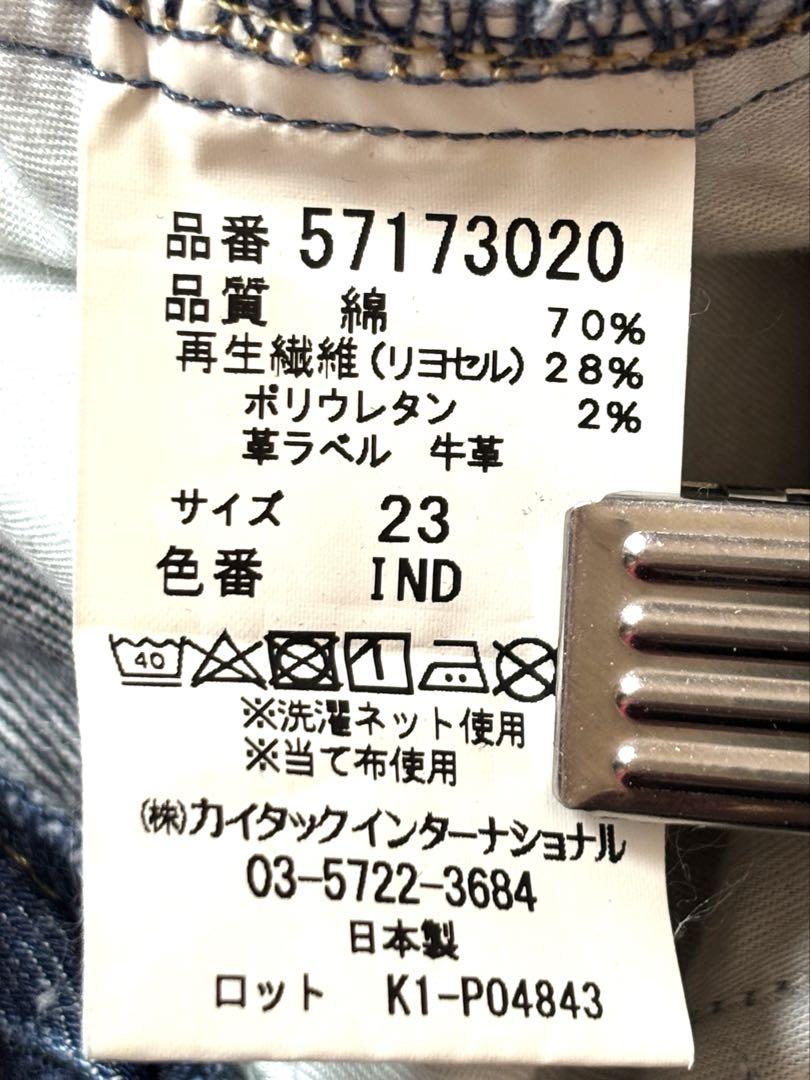 品番 57173020
品質 綿 70%
再生繊維(リヨセル) 28%
ポリウレタン 2%
革ラベル 牛革
サイズ 23
色番 IND
40
※洗濯ネット使用
※当て布使用
(株)カイタックインターナショナル
03-5722-3684
日本製
ロット K1-P04843